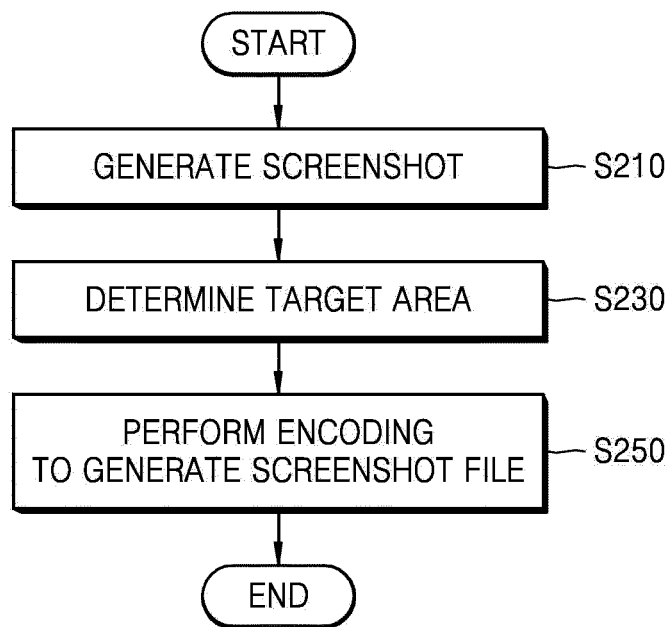 START
GENERATE SCREENSHOT
S210
DETERMINE TARGET AREA
S230
PERFORM ENCODING
TO GENERATE SCREENSHOT FILE
S250
END